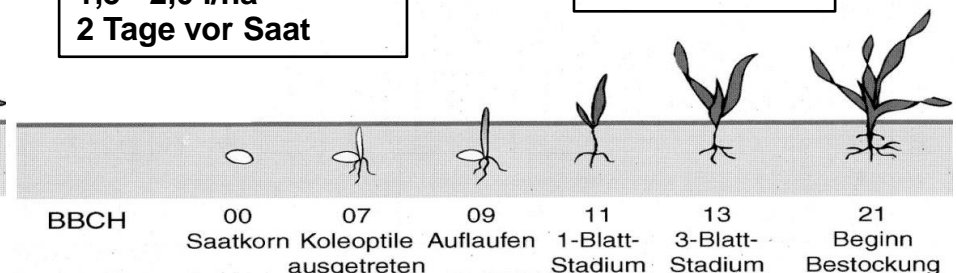 2 Tage vor Saat
BBCH 00 07 09 11 13 21
Saatkorn Koleoptile Auflaufen 1-Blatt- 3-Blatt- Beginn
ausgetreten Stadium Stadium Bestockung